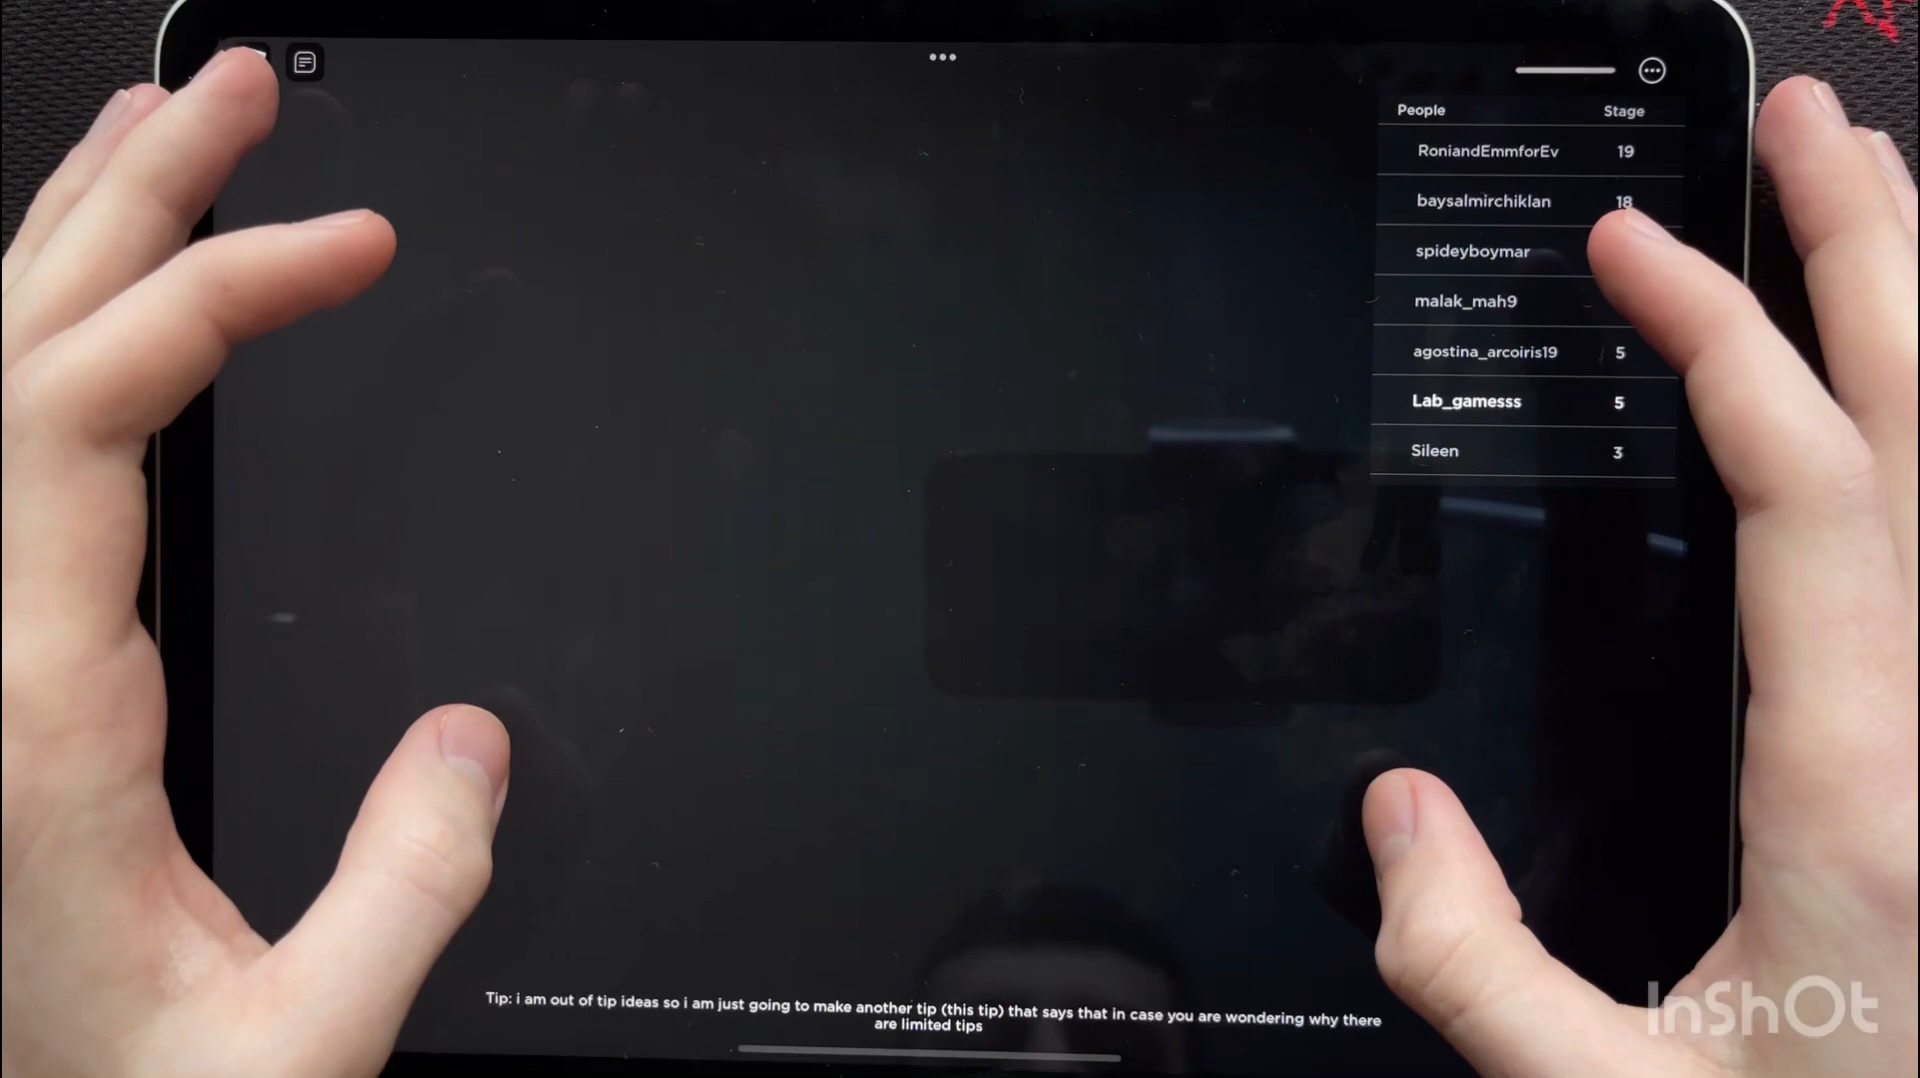 People Stage
RoniandEmmforEv 19
baysalmirchiklan 18
spideyboymar
malak_mah9
agostina_arcoiris19 5
Lab_gamesss 5
Sileen 3
Tip: i am out of tip ideas so i am just going to make another tip (this tip) that says that in case you are wondering why there
are limited tips
InShOt